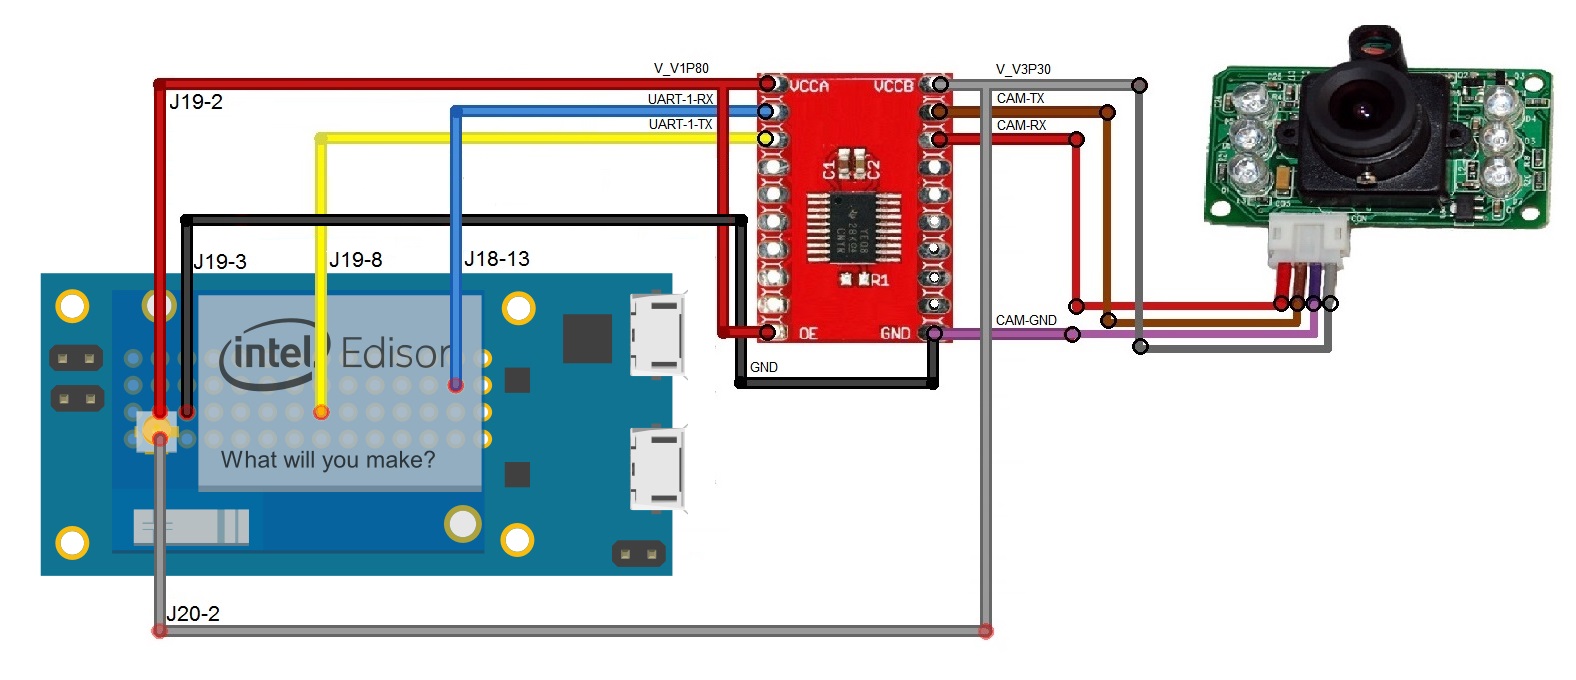 V_V1P80
V_V3P30
J19-2
VCCA
VCCB
UART-1-RX
CAM-TX
UART-1-TX
CAM-RX
C1
C2
J19-3
J19-8
J18-13
R1
CAM-GND
OE
GND
GND
intel Edison
What will you make?
J20-2
CON